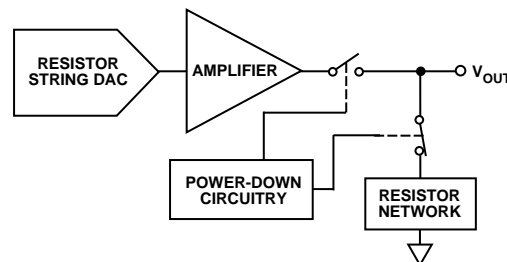 RESISTOR
STRING DAC
AMPLIFIER
VOUT
POWER-DOWN
CIRCUITRY
RESISTOR
NETWORK